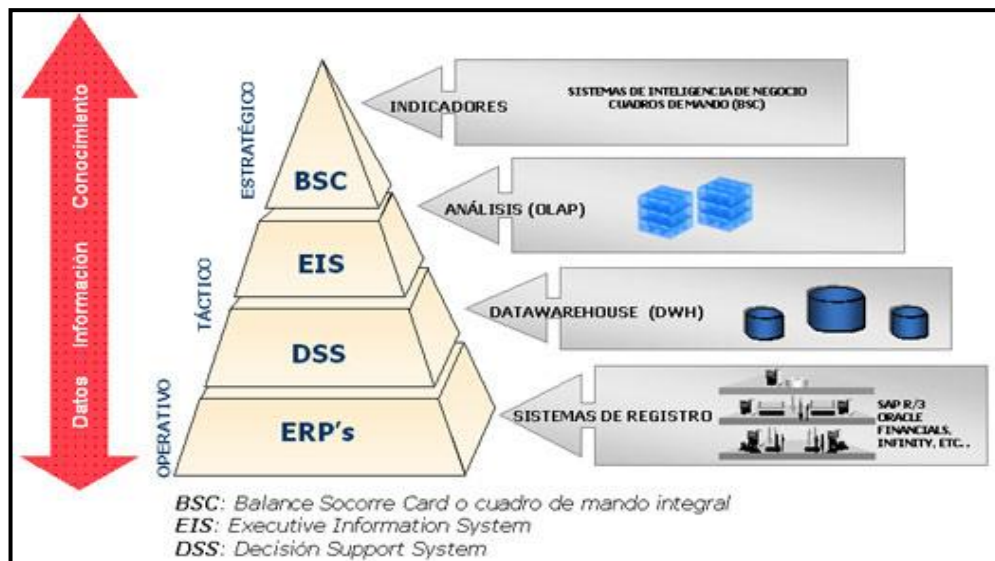 Conocimiento
Información
Datos
ESTRATÉGICO
TÁCTICO
OPERATIVO
BSC
EIS
DSS
ERP's
INDICADORES
SISTEMAS DE INTELIGENCIA DE NEGOCIO
CUADROS DE MANDO (BSC)
ANÁLISIS (OLAP)
DATAWAREHOUSE (DWH)
SISTEMAS DE REGISTRO
SAP R/3
ORACLE
FINANCIALS,
INFINITY, ETC. .
BSC: Balance Socorre Card o cuadro de mando integral
EIS: Executive Information System
DSS: Decisión Support System